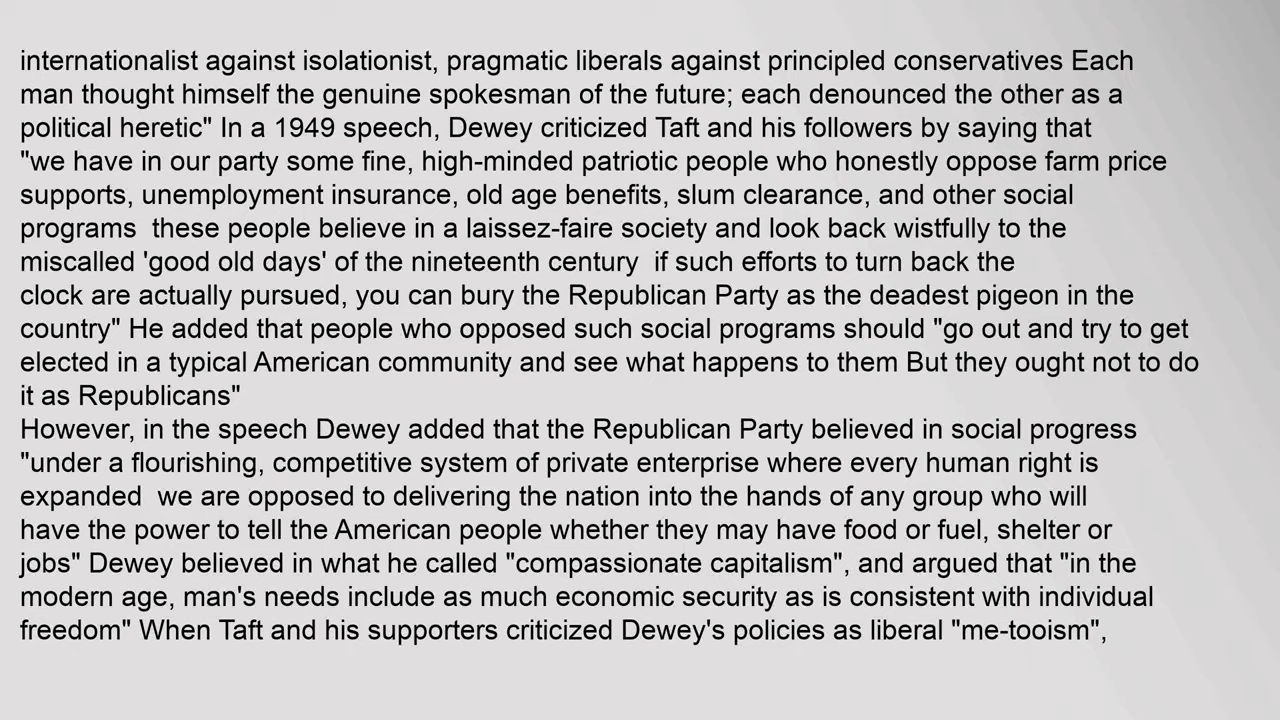 internationalist against isolationist, pragmatic liberals against principled conservatives Each
man thought himself the genuine spokesman of the future; each denounced the other as a
political heretic" In a 1949 speech, Dewey criticized Taft and his followers by saying that
"we have in our party some fine, high-minded patriotic people who honestly oppose farm price
supports, unemployment insurance, old age benefits, slum clearance, and other social
programs  these people believe in a laissez-faire society and look back wistfully to the
miscalled 'good old days' of the nineteenth century  if such efforts to turn back the
clock are actually pursued, you can bury the Republican Party as the deadest pigeon in the
country" He added that people who opposed such social programs should "go out and try to get
elected in a typical American community and see what happens to them But they ought not to do
it as Republicans"
However, in the speech Dewey added that the Republican Party believed in social progress
"under a flourishing, competitive system of private enterprise where every human right is
expanded  we are opposed to delivering the nation into the hands of any group who will
have the power to tell the American people whether they may have food or fuel, shelter or
jobs" Dewey believed in what he called "compassionate capitalism", and argued that "in the
modern age, man's needs include as much economic security as is consistent with individual
freedom" When Taft and his supporters criticized Dewey's policies as liberal "me-tooism",